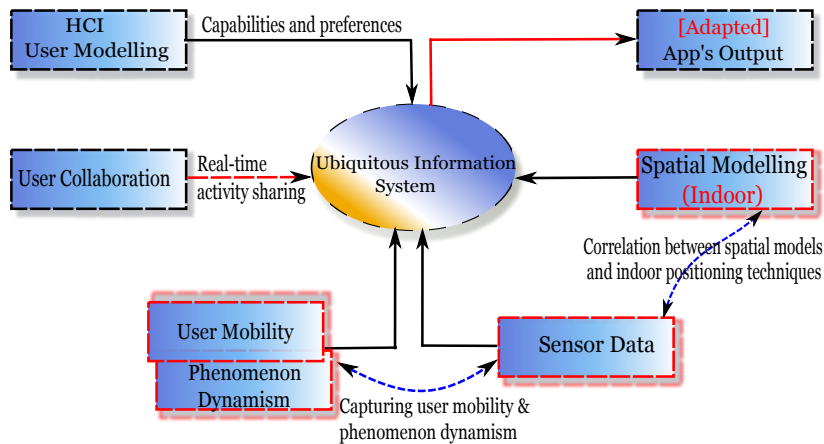 HCI
User Modelling
Capabilities and preferences
[Adapted]
App's Output
User Collaboration
Real-time
activity sharing
Ubiquitous Information
System
Spatial Modelling
(Indoor)
Correlation between spatial models
and indoor positioning techniques
User Mobility
Phenomenon
Dynamism
Sensor Data
Capturing user mobility &
phenomenon dynamism